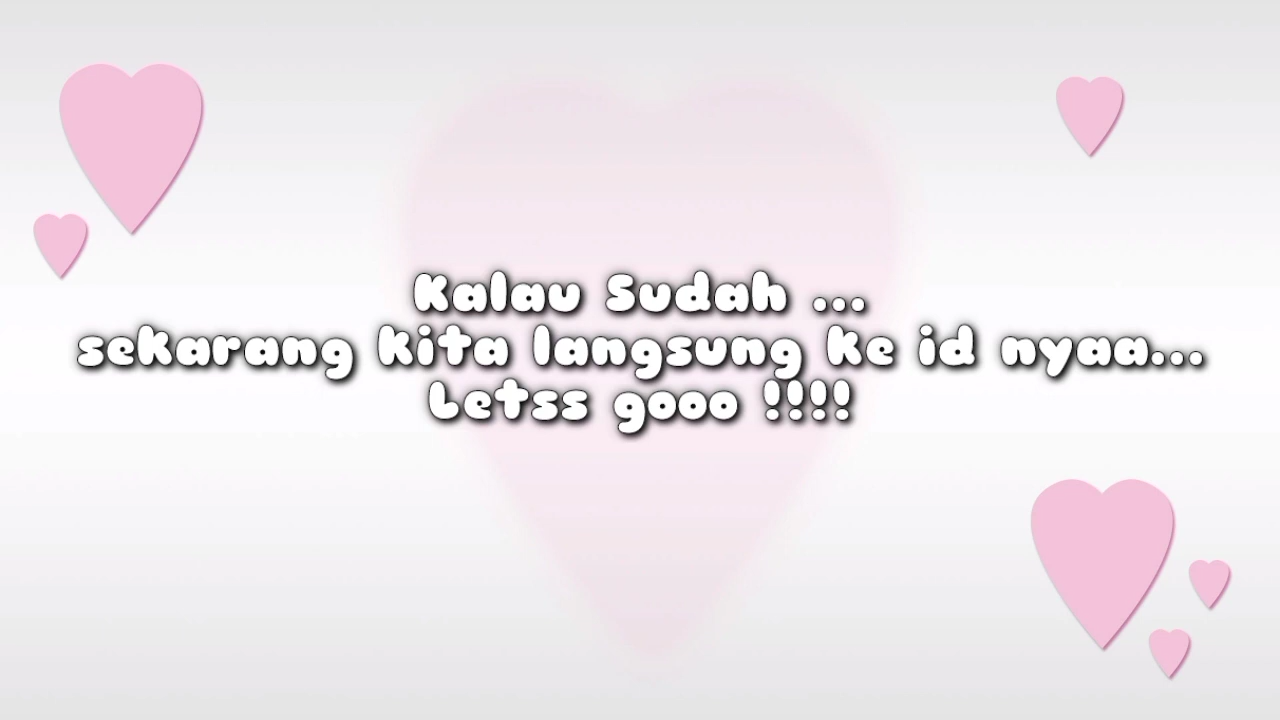 Kalau Sudah ...
sekarang kita langsung ke id nyaa...
Letss gooo !!!!